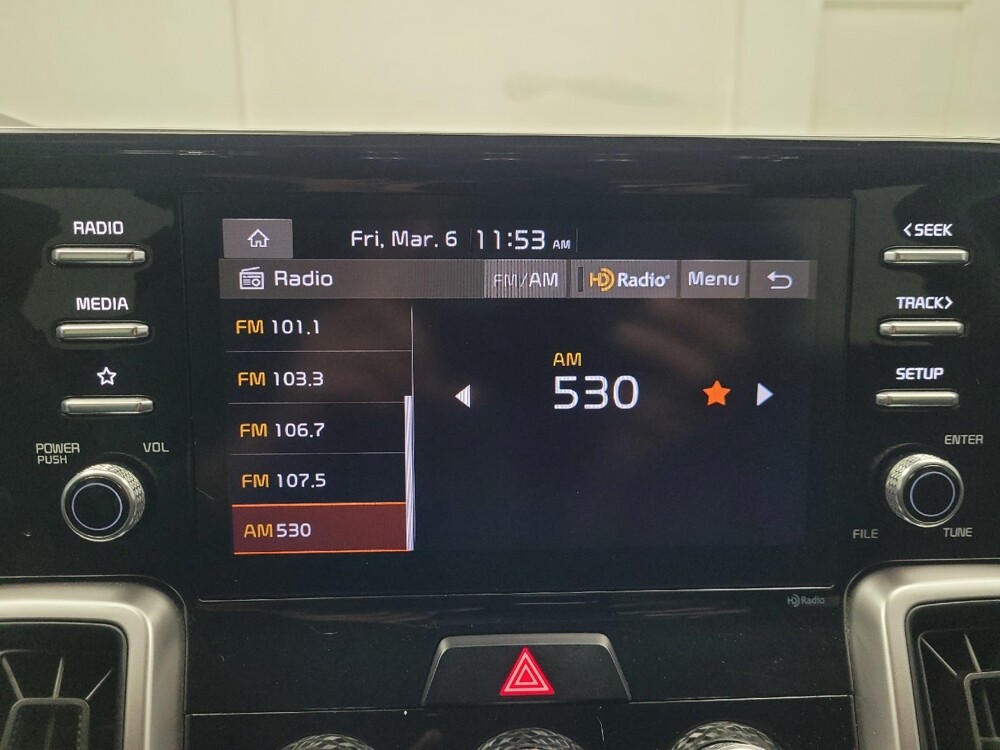 RADIO
MEDIA
POWER
PUSH
VOL
Fri, Mar. 6 11:53 AM
Radio FM/AM HD Radio Menu
FM 101.1
FM 103.3
FM 106.7
FM 107.5
AM 530
AM
530
<SEEK
TRACK>
SETUP
ENTER
FILE
TUNE
HD Radio